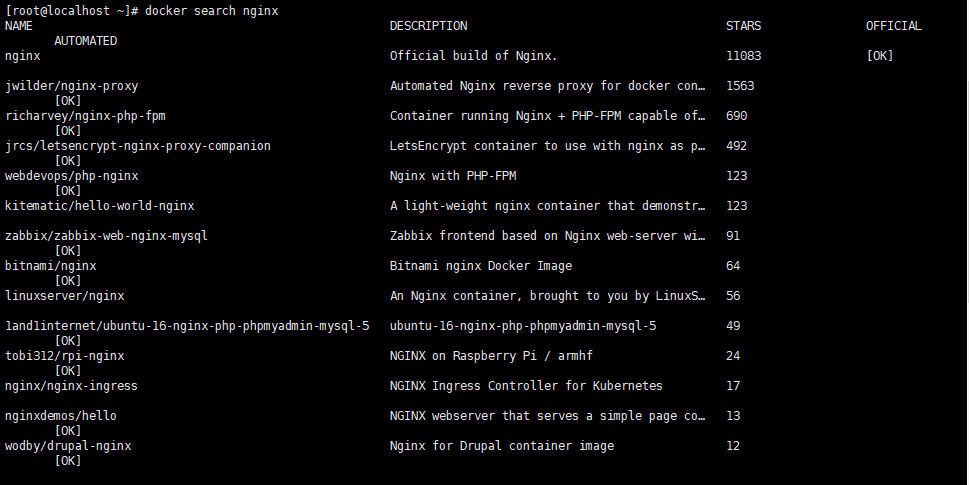 [root@localhost ~]# docker search nginx
NAME DESCRIPTION STARS OFFICIAL
AUTOMATED
nginx Official build of Nginx. 11083 [OK]
jwilder/nginx-proxy Automated Nginx reverse proxy for docker con… 1563
[OK]
richarvey/nginx-php-fpm Container running Nginx + PHP-FPM capable of… 690
[OK]
jrcs/letsencrypt-nginx-proxy-companion LetsEncrypt container to use with nginx as p… 492
[OK]
webdevops/php-nginx Nginx with PHP-FPM 123
[OK]
kitematic/hello-world-nginx A light-weight nginx container that demonstr… 123
zabbix/zabbix-web-nginx-mysql Zabbix frontend based on Nginx web-server wi… 91
[OK]
bitnami/nginx Bitnami nginx Docker Image 64
[OK]
linuxserver/nginx An Nginx container, brought to you by LinuxS… 56
1and1internet/ubuntu-16-nginx-php-phpmyadmin-mysql-5 ubuntu-16-nginx-php-phpmyadmin-mysql-5 49
[OK]
tobi312/rpi-nginx NGINX on Raspberry Pi / armhf 24
[OK]
nginx/nginx-ingress NGINX Ingress Controller for Kubernetes 17
nginxdemos/hello NGINX webserver that serves a simple page co… 13
[OK]
wodby/drupal-nginx Nginx for Drupal container image 12
[OK]